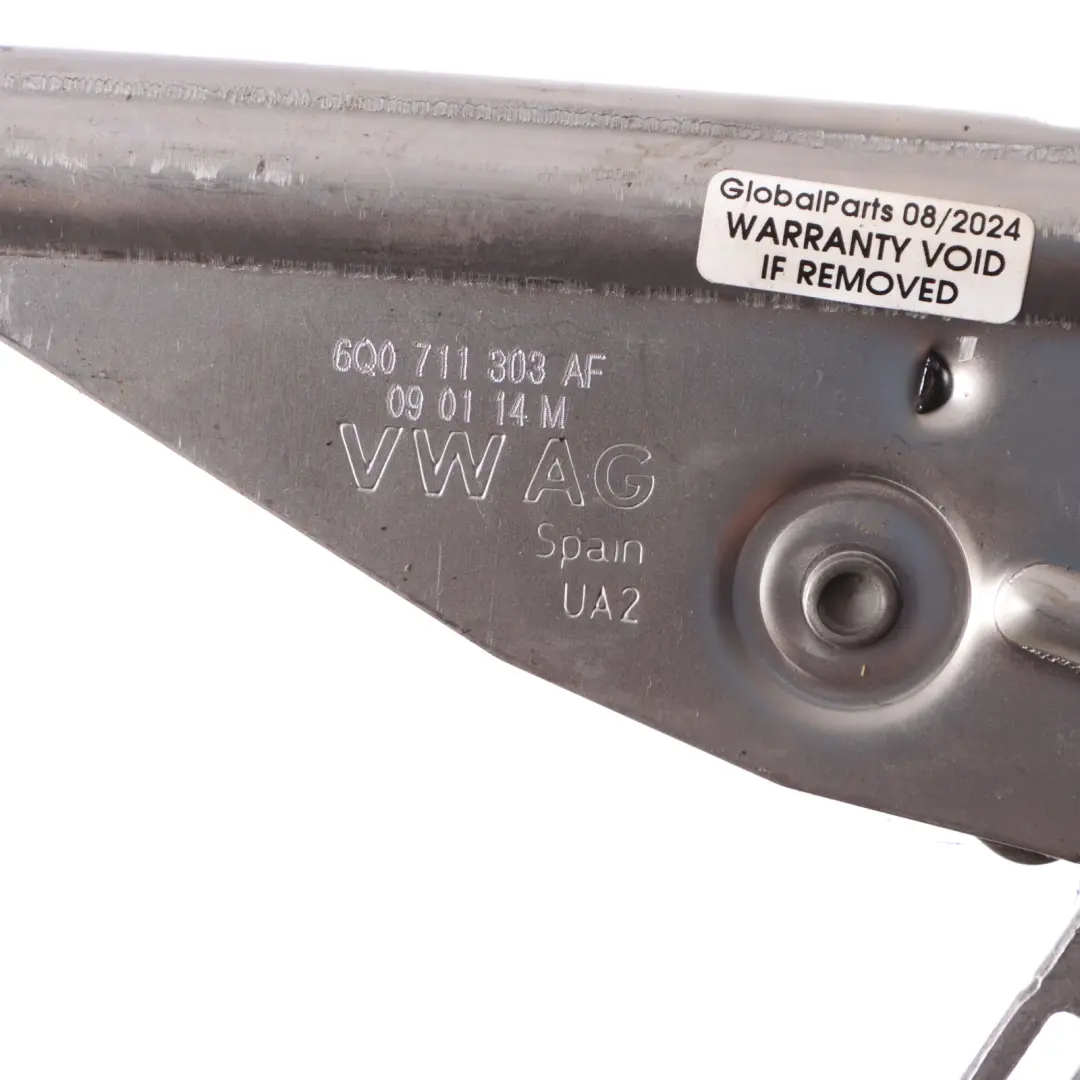 GlobalParts 08/2024
WARRANTY VOID
IF REMOVED
6Q0 711 303 AF
09 01 14 M
VW AG
Spain
UA2